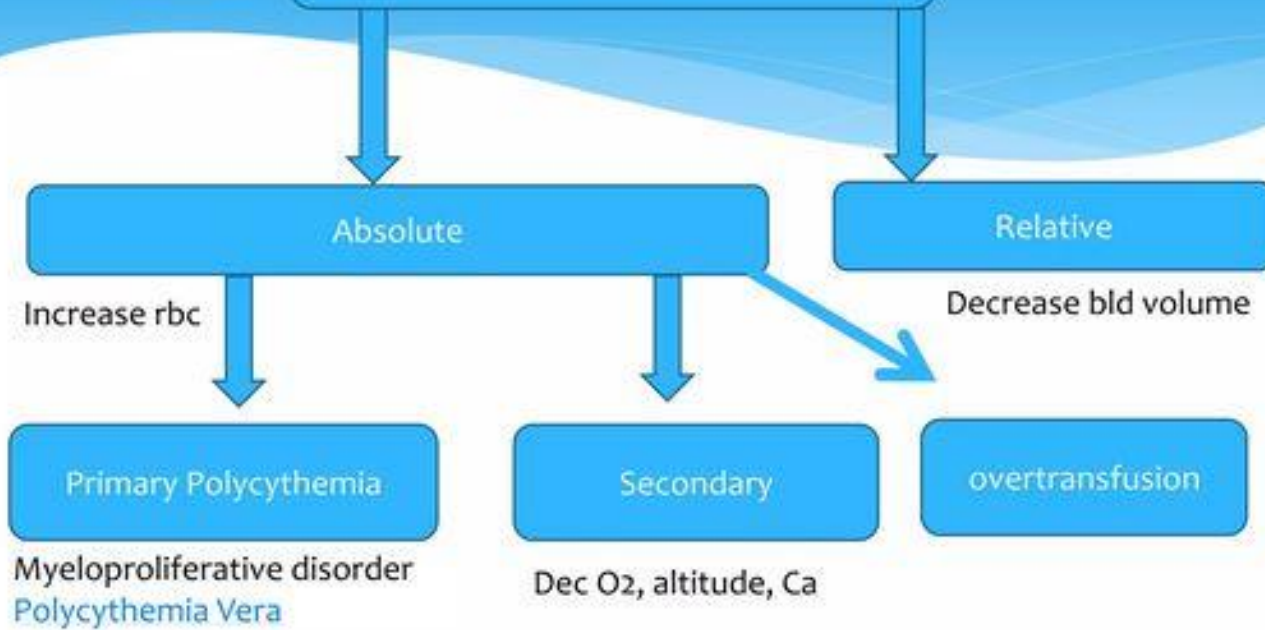 Absolute
Relative
Increase rbc
Decrease bld volume
Primary Polycythemia
Secondary
overtransfusion
Myeloproliferative disorder
Polycythemia Vera
Dec O2, altitude, Ca